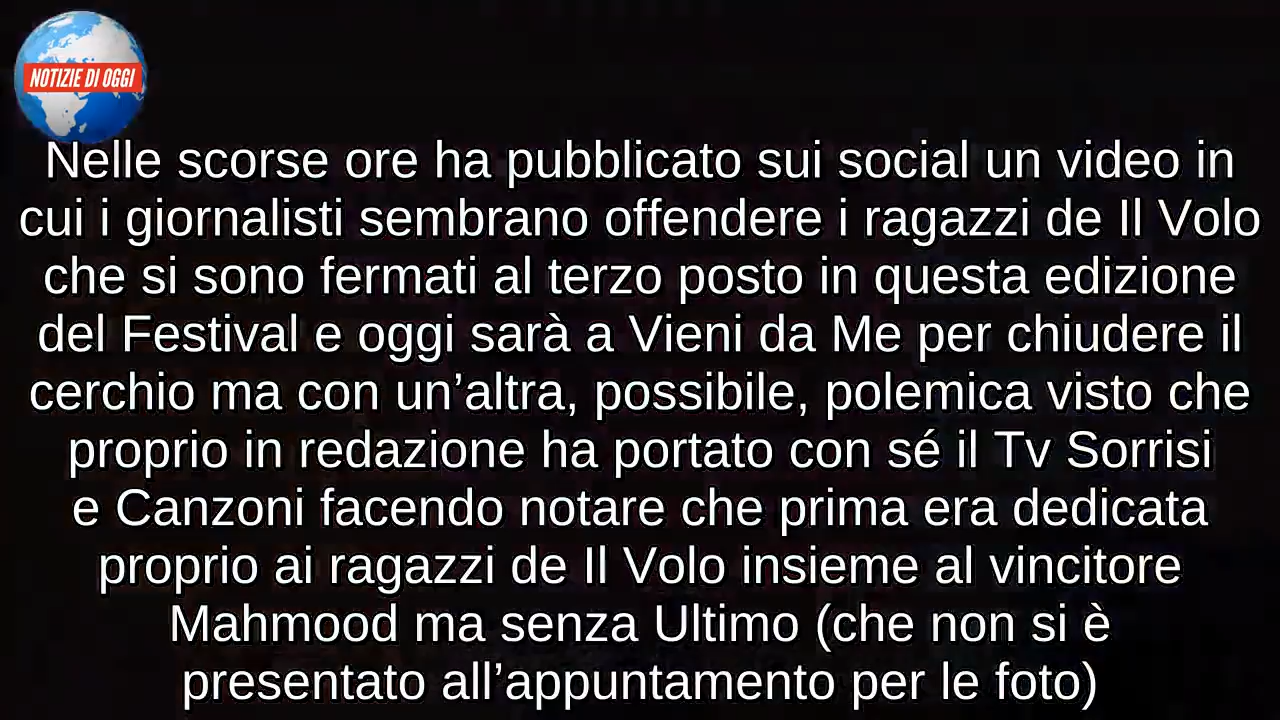 NOTIZIE DI OGGI
Nelle scorse ore ha pubblicato sui social un video in
cui i giornalisti sembrano offendere i ragazzi de Il Volo
che si sono fermati al terzo posto in questa edizione
del Festival e oggi sarà a Vieni da Me per chiudere il
cerchio ma con un’altra, possibile, polemica visto che
proprio in redazione ha portato con sé il Tv Sorrisi
e Canzoni facendo notare che prima era dedicata
proprio ai ragazzi de Il Volo insieme al vincitore
Mahmood ma senza Ultimo (che non si è
presentato all’appuntamento per le foto)